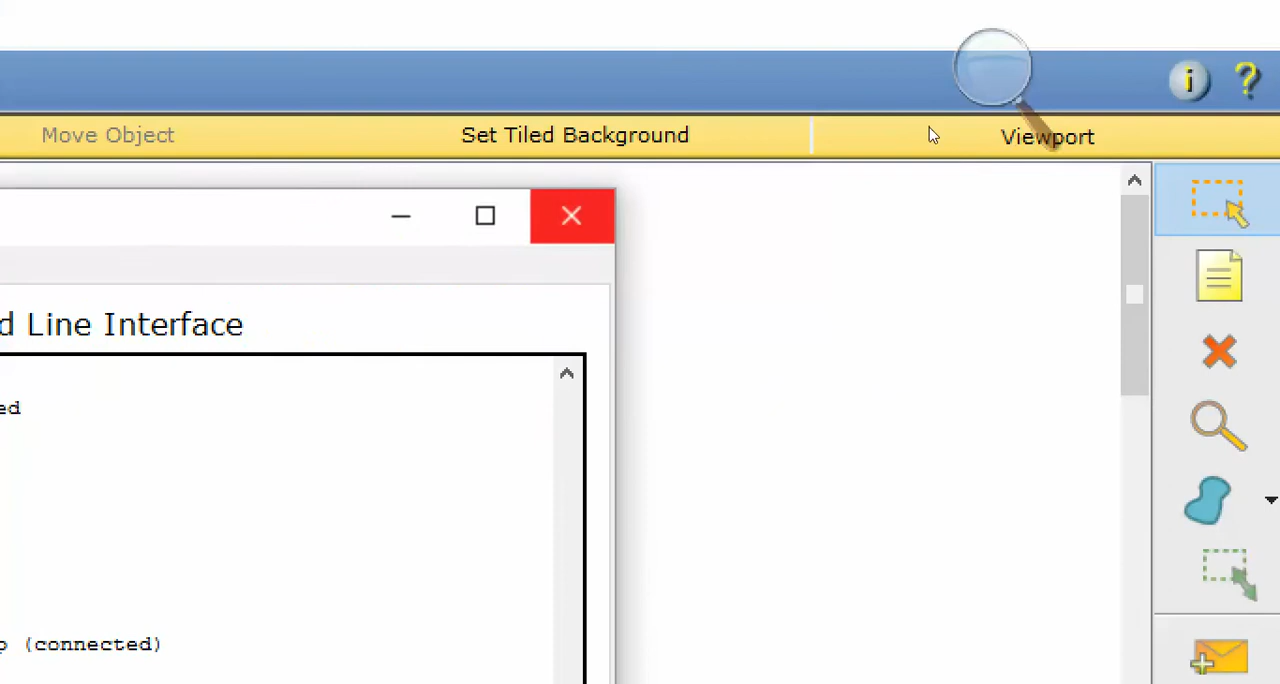 Move Object Set Tiled Background Viewport
d Line Interface
ed
(connected)